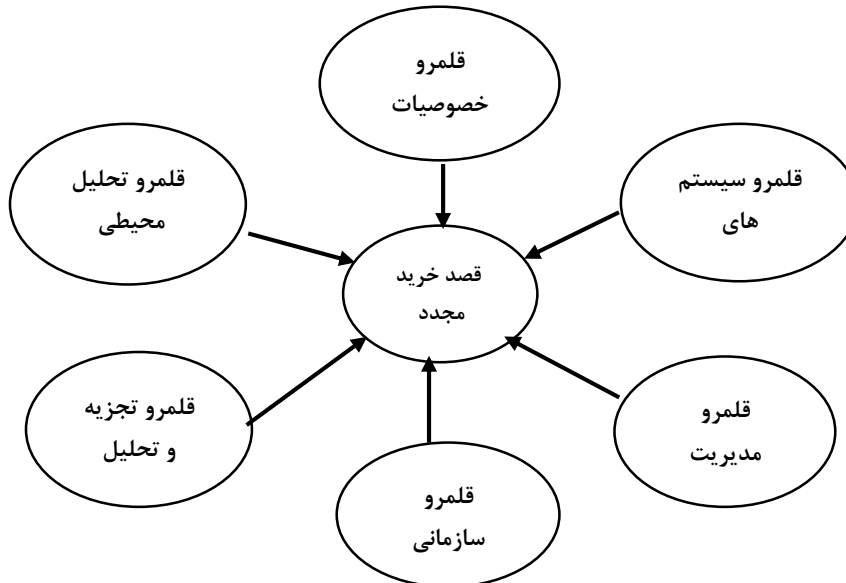 قلمرو
خصوصیات
قلمرو سیستم
های
قلمرو تحلیل
محیطی
قصد خرید
مجدد
قلمرو
مدیریت
قلمرو تجزیه
و تحلیل
قلمرو
سازمانی